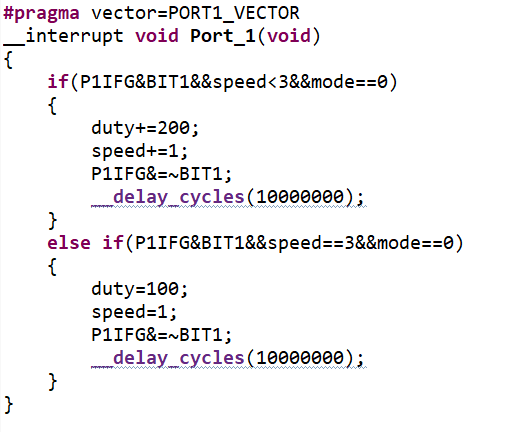 #pragma vector=PORT1_VECTOR
__interrupt void Port_1(void)
{
    if(P1IFG&BIT1&&speed<3&&mode==0)
    {
        duty+=200;
        speed+=1;
        P1IFG&=~BIT1;
        __delay_cycles(10000000);
    }
    else if(P1IFG&BIT1&&speed==3&&mode==0)
    {
        duty=100;
        speed=1;
        P1IFG&=~BIT1;
        __delay_cycles(10000000);
    }
}